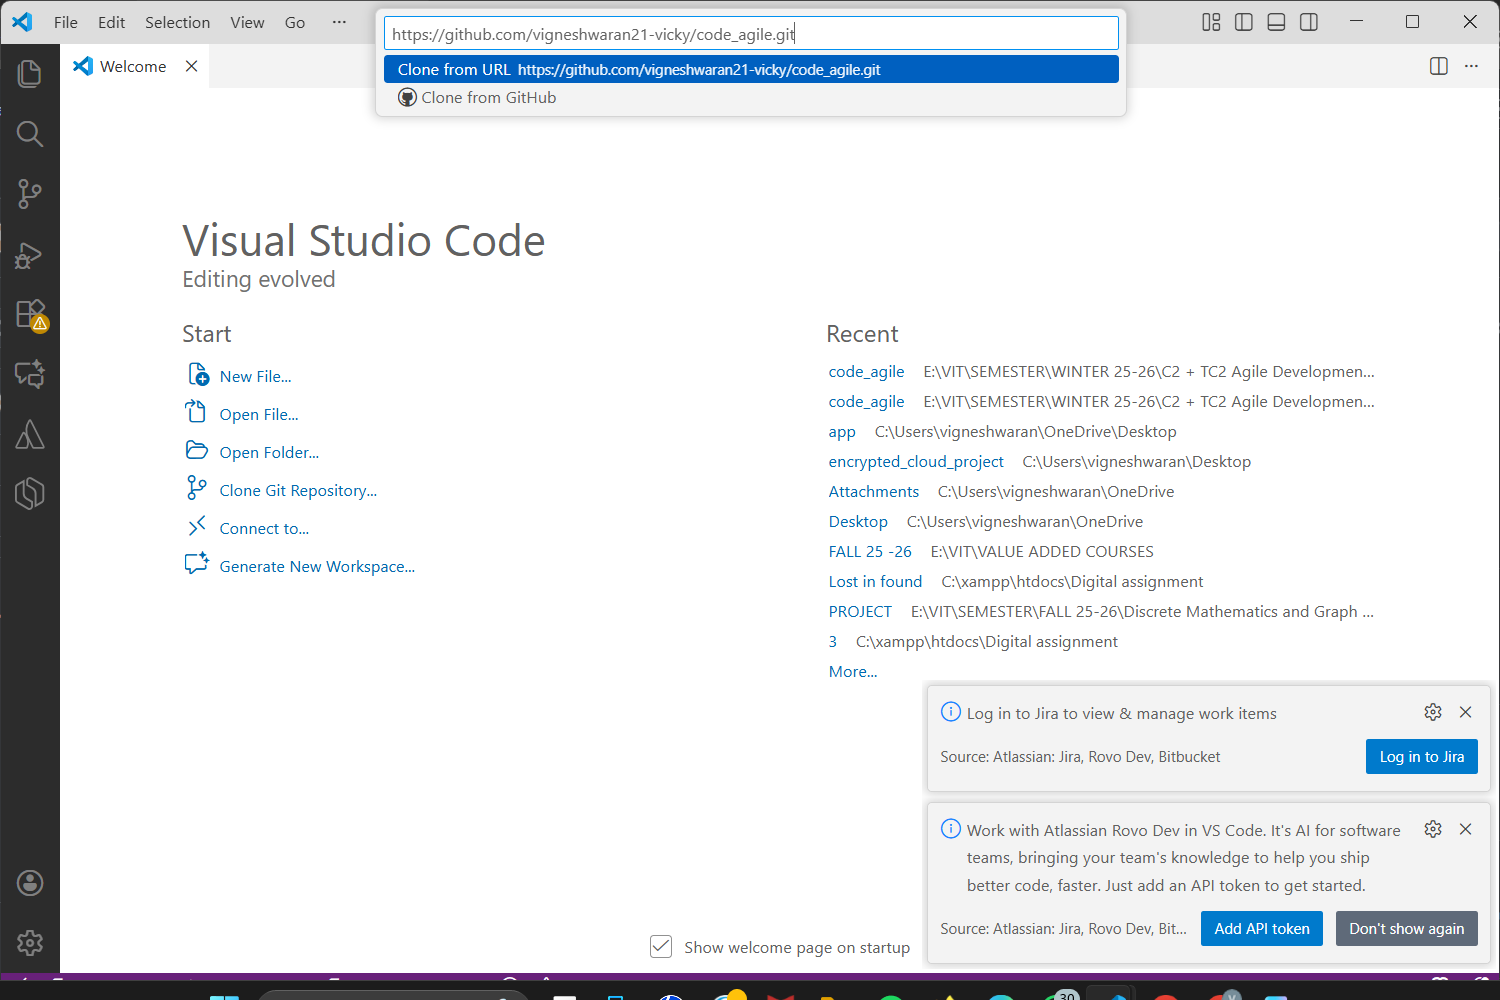 File Edit Selection View Go ···
https://github.com/vigneshwaran21-vicky/code_agile.git
Clone from URL https://github.com/vigneshwaran21-vicky/code_agile.git
Clone from GitHub
Welcome
Visual Studio Code
Editing evolved
Start
New File...
Open File...
Open Folder...
Clone Git Repository...
Connect to...
Generate New Workspace...
Recent
code_agile E:\VIT\SEMESTER\WINTER 25-26\C2 + TC2 Agile Developmen...
code_agile E:\VIT\SEMESTER\WINTER 25-26\C2 + TC2 Agile Developmen...
app C:\Users\vigneshwaran\OneDrive\Desktop
encrypted_cloud_project C:\Users\vigneshwaran\Desktop
Attachments C:\Users\vigneshwaran\OneDrive
Desktop C:\Users\vigneshwaran\OneDrive
FALL 25 -26 E:\VIT\VALUE ADDED COURSES
Lost in found C:\xampp\htdocs\Digital assignment
PROJECT E:\VIT\SEMESTER\FALL 25-26\Discrete Mathematics and Graph ...
3 C:\xampp\htdocs\Digital assignment
More...
Log in to Jira to view & manage work items
Source: Atlassian: Jira, Rovo Dev, Bitbucket
Log in to Jira
Work with Atlassian Rovo Dev in VS Code. It's AI for software
teams, bringing your team's knowledge to help you ship
better code, faster. Just add an API token to get started.
Source: Atlassian: Jira, Rovo Dev, Bit...
Add API token
Don't show again
Show welcome page on startup
30